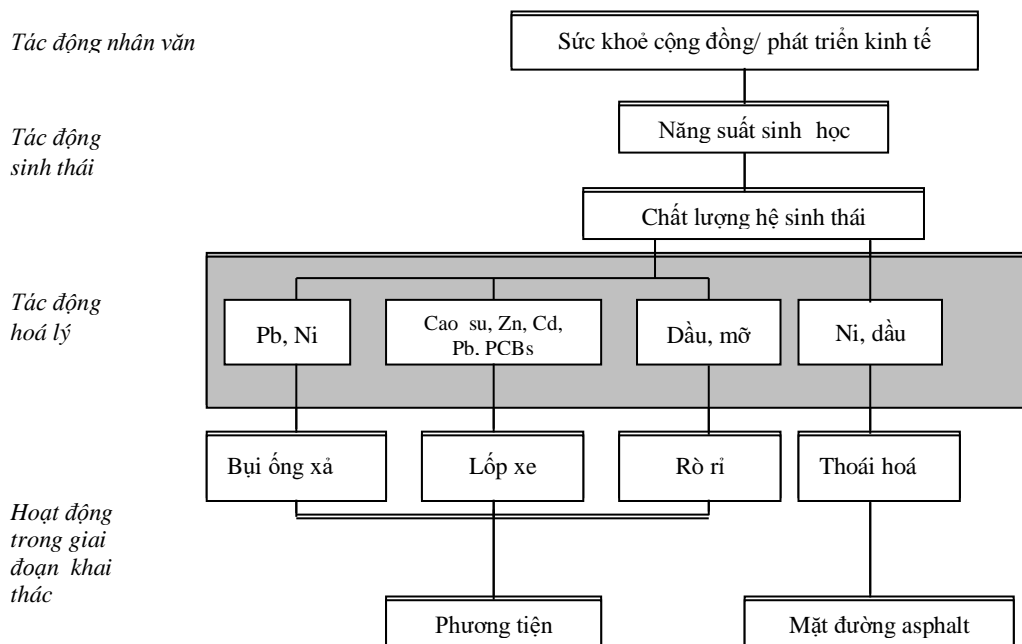 Tác động nhân văn
Sức khoẻ cộng đồng/ phát triển kinh tế
Tác động
sinh thái
Năng suất sinh học
Chất lượng hệ sinh thái
Tác động
hoá lý
Pb, Ni
Cao su, Zn, Cd,
Pb. PCBs
Dầu, mỡ
Ni, dầu
Bụi ống xả
Lốp xe
Rò rỉ
Thoái hoá
Hoạt động
trong giai
đoạn khai
thác
Phương tiện
Mặt đường asphalt